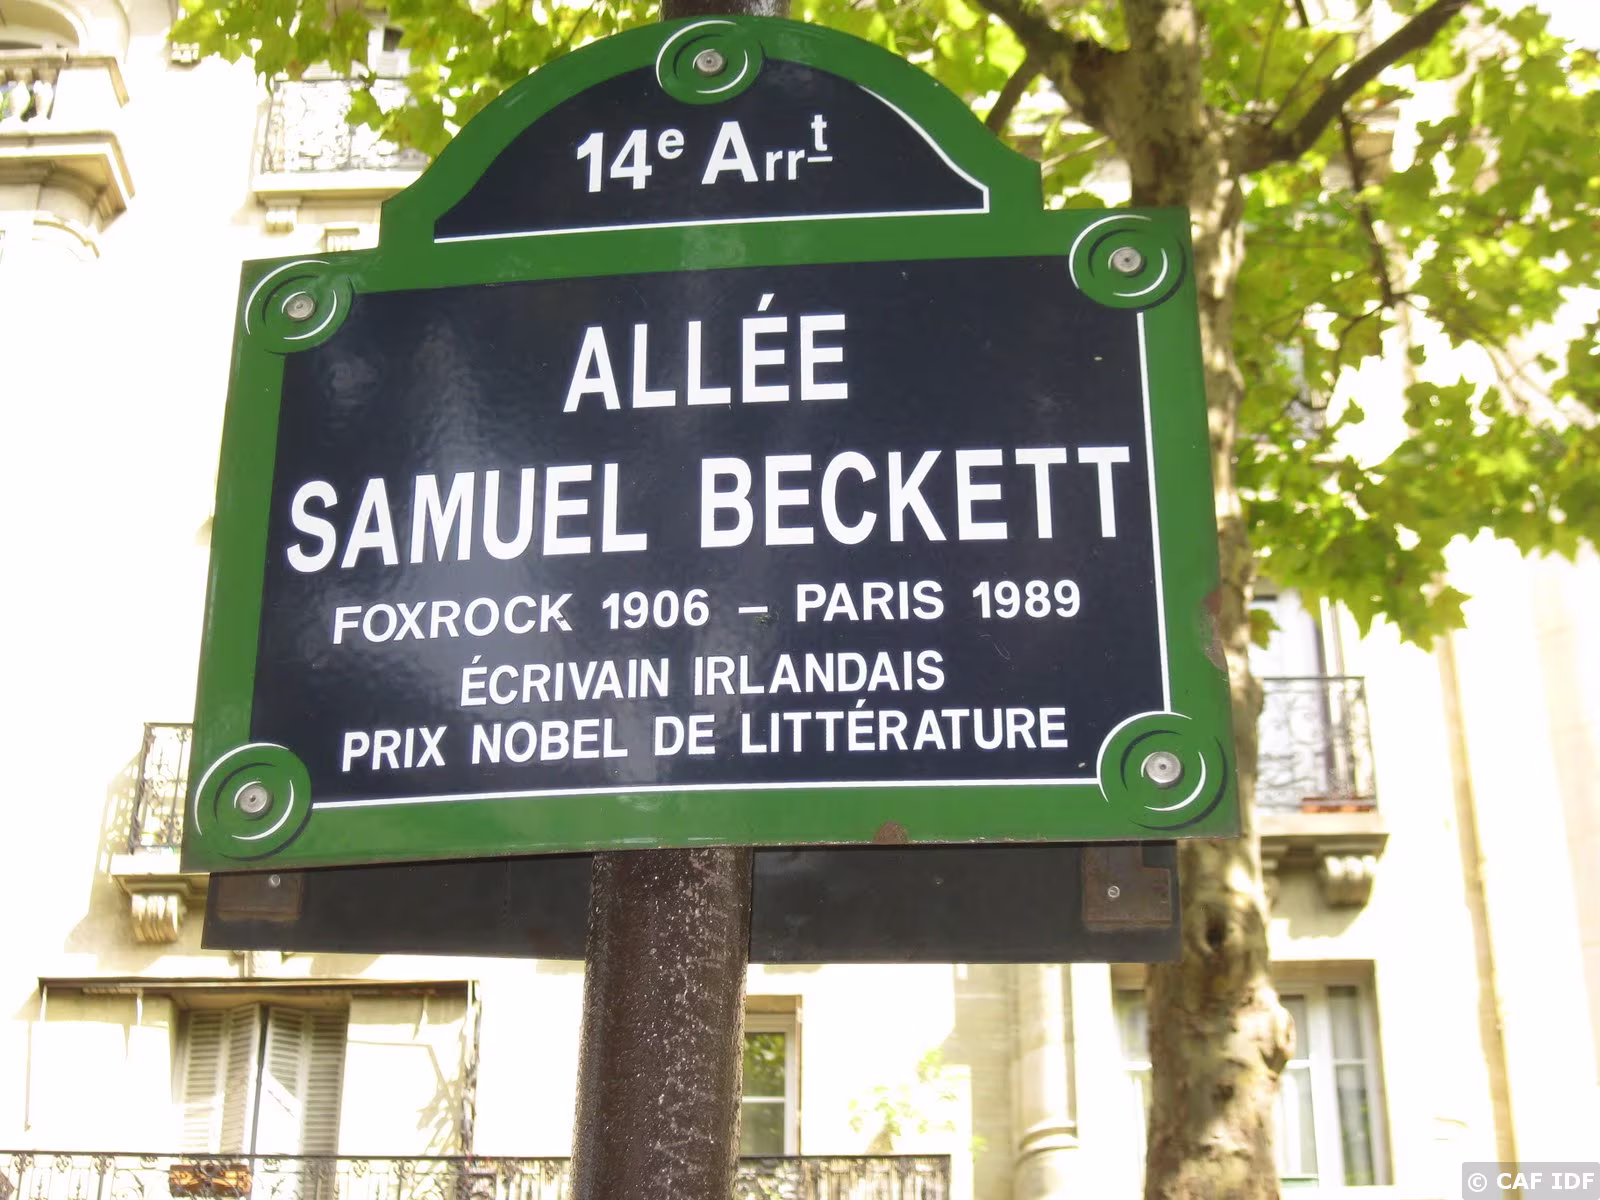 14e Arrt
ALLÉE
SAMUEL BECKETT
FOXROCK 1906 – PARIS 1989
ÉCRIVAIN IRLANDAIS
PRIX NOBEL DE LITTÉRATURE
© CAF IDF